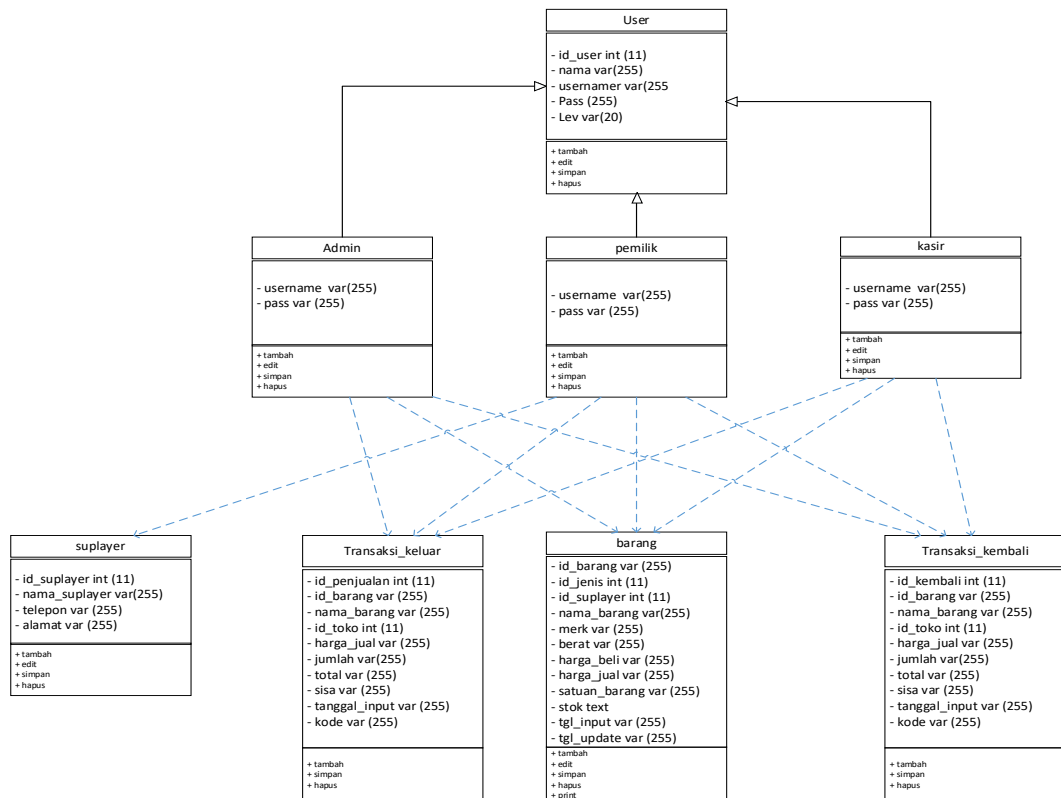 User
- id_user int (11)
- nama var(255)
- usernamer var(255
- Pass (255)
- Lev var(20)
+ tambah
+ edit
+ simpan
+ hapus
Admin
- username var(255)
- pass var (255)
+ tambah
+ edit
+ simpan
+ hapus
pemilik
- username var(255)
- pass var (255)
+ tambah
+ edit
+ simpan
+ hapus
kasir
- username var(255)
- pass var (255)
+ tambah
+ edit
+ simpan
+ hapus
suplayer
- id_suplayer int (11)
- nama_suplayer var(255)
- telepon var (255)
- alamat var (255)
+ tambah
+ edit
+ simpan
+ hapus
Transaksi_keluar
- id_penjualan int (11)
- id_barang var (255)
- nama_barang var (255)
- id_toko int (11)
- harga_jual var (255)
- jumlah var(255)
- total var (255)
- sisa var (255)
- tanggal_input var (255)
- kode var (255)
+ tambah
+ simpan
+ hapus
barang
- id_barang var (255)
- id_jenis int (11)
- id_suplayer int (11)
- nama_barang var(255)
- merk var (255)
- berat var (255)
- harga_beli var (255)
- harga_jual var (255)
- satuan_barang var (255)
- stok text
- tgl_input var (255)
- tgl_update var (255)
+ tambah
+ edit
+ simpan
+ hapus
+ print
Transaksi_kembali
- id_kembali int (11)
- id_barang var (255)
- nama_barang var (255)
- id_toko int (11)
- harga_jual var (255)
- jumlah var(255)
- total var (255)
- sisa var (255)
- tanggal_input var (255)
- kode var (255)
+ tambah
+ simpan
+ hapus